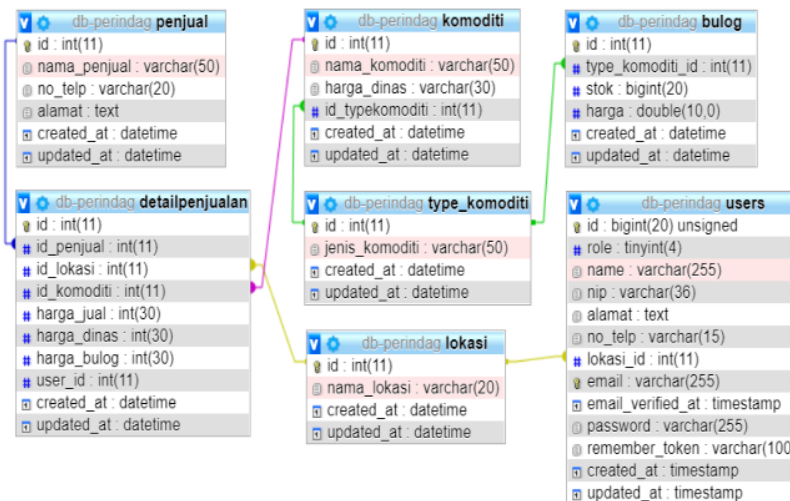 db-perindag penjual
id : int(11)
nama_penjual : varchar(50)
no_telp : varchar(20)
alamat : text
created_at : datetime
updated_at : datetime
db-perindag komoditi
id : int(11)
nama_komoditi : varchar(50)
harga_dinas : varchar(30)
id_typekomoditi : int(11)
created_at : datetime
updated_at : datetime
db-perindag bulog
id : int(11)
type_komoditi_id : int(11)
stok : bigint(20)
harga : double(10,0)
created_at : datetime
updated_at : datetime
db-perindag detailpenjualan
id : int(11)
id_penjual : int(11)
id_lokasi : int(11)
id_komoditi : int(11)
harga_jual : int(30)
harga_dinas : int(30)
harga_bulog : int(30)
user_id : int(11)
created_at : datetime
updated_at : datetime
db-perindag type_komoditi
id : int(11)
jenis_komoditi : varchar(50)
created_at : datetime
updated_at : datetime
db-perindag lokasi
id : int(11)
nama_lokasi : varchar(20)
created_at : datetime
updated_at : datetime
db-perindag users
id : bigint(20) unsigned
role : tinyint(4)
name : varchar(255)
nip : varchar(36)
alamat : text
no_telp : varchar(15)
lokasi_id : int(11)
email : varchar(255)
email_verified_at : timestamp
password : varchar(255)
remember_token : varchar(100
created_at : timestamp
updated_at : timestamp